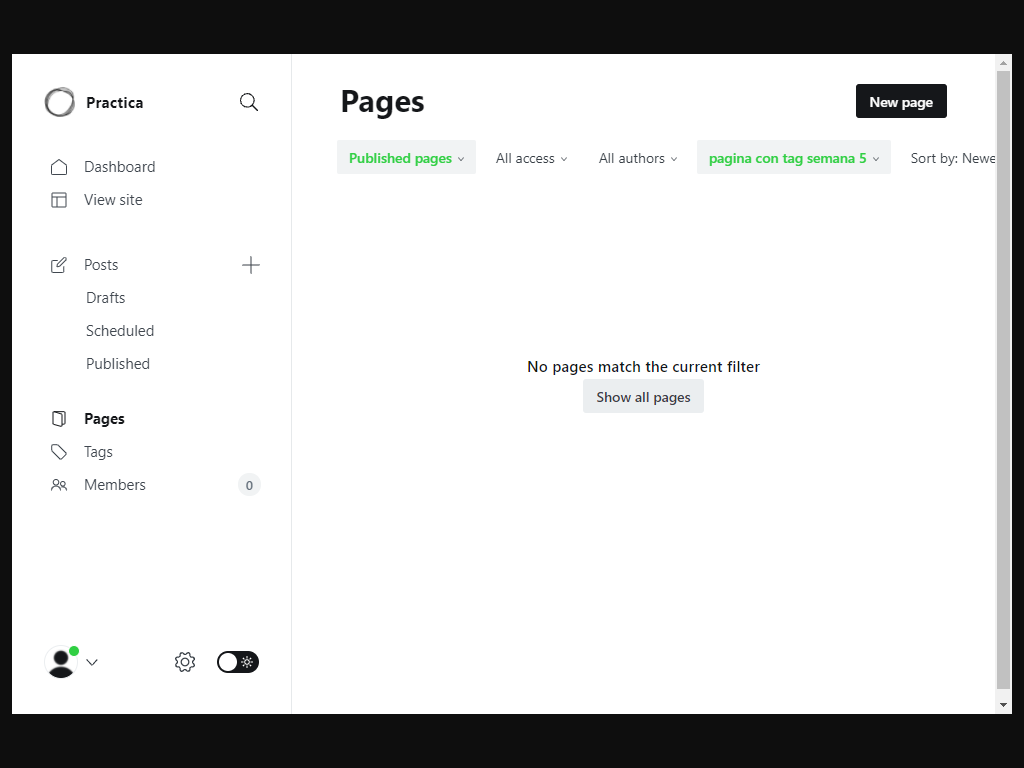 Practica
Dashboard
View site
Posts
Drafts
Scheduled
Published
Pages
Tags
Members
0
Pages
New page
Published pages
All access
All authors
pagina con tag semana 5
Sort by: Newe
No pages match the current filter
Show all pages